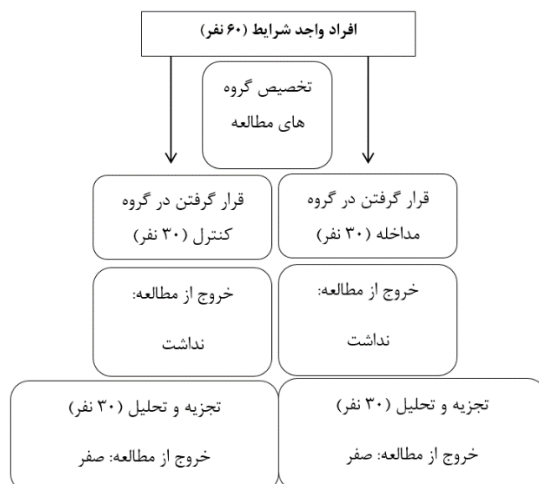 افراد واجد شرایط (۶۰ نفر)
تخصیص گروه
های مطالعه
قرار گرفتن در گروه
مداخله (۳۰ نفر)
قرار گرفتن در گروه
کنترل (۳۰ نفر)
خروج از مطالعه:
نداشت
خروج از مطالعه:
نداشت
تجزیه و تحلیل (۳۰ نفر)
خروج از مطالعه: صفر
تجزیه و تحلیل (۳۰ نفر)
خروج از مطالعه: صفر